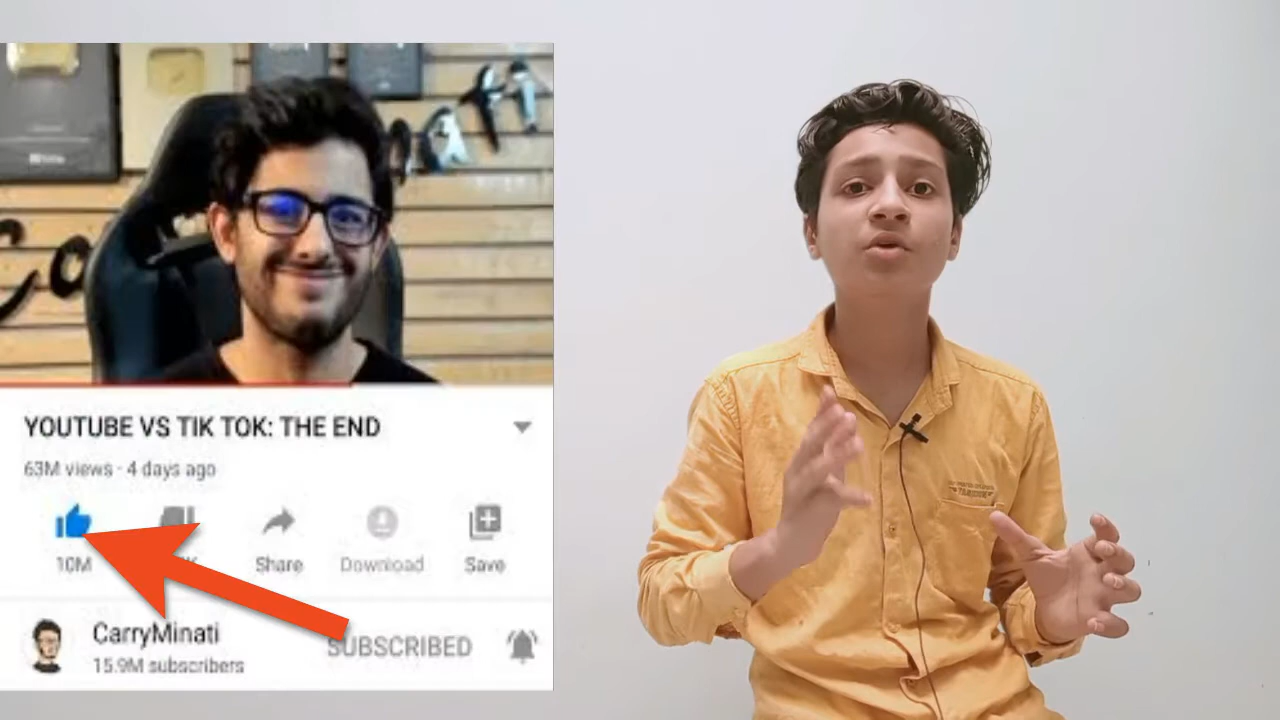 YOUTUBE VS TIK TOK: THE END
63M views · 4 days ago
10M
Share
Download
Save
CarryMinati
SUBSCRIBED
15.9M subscribers